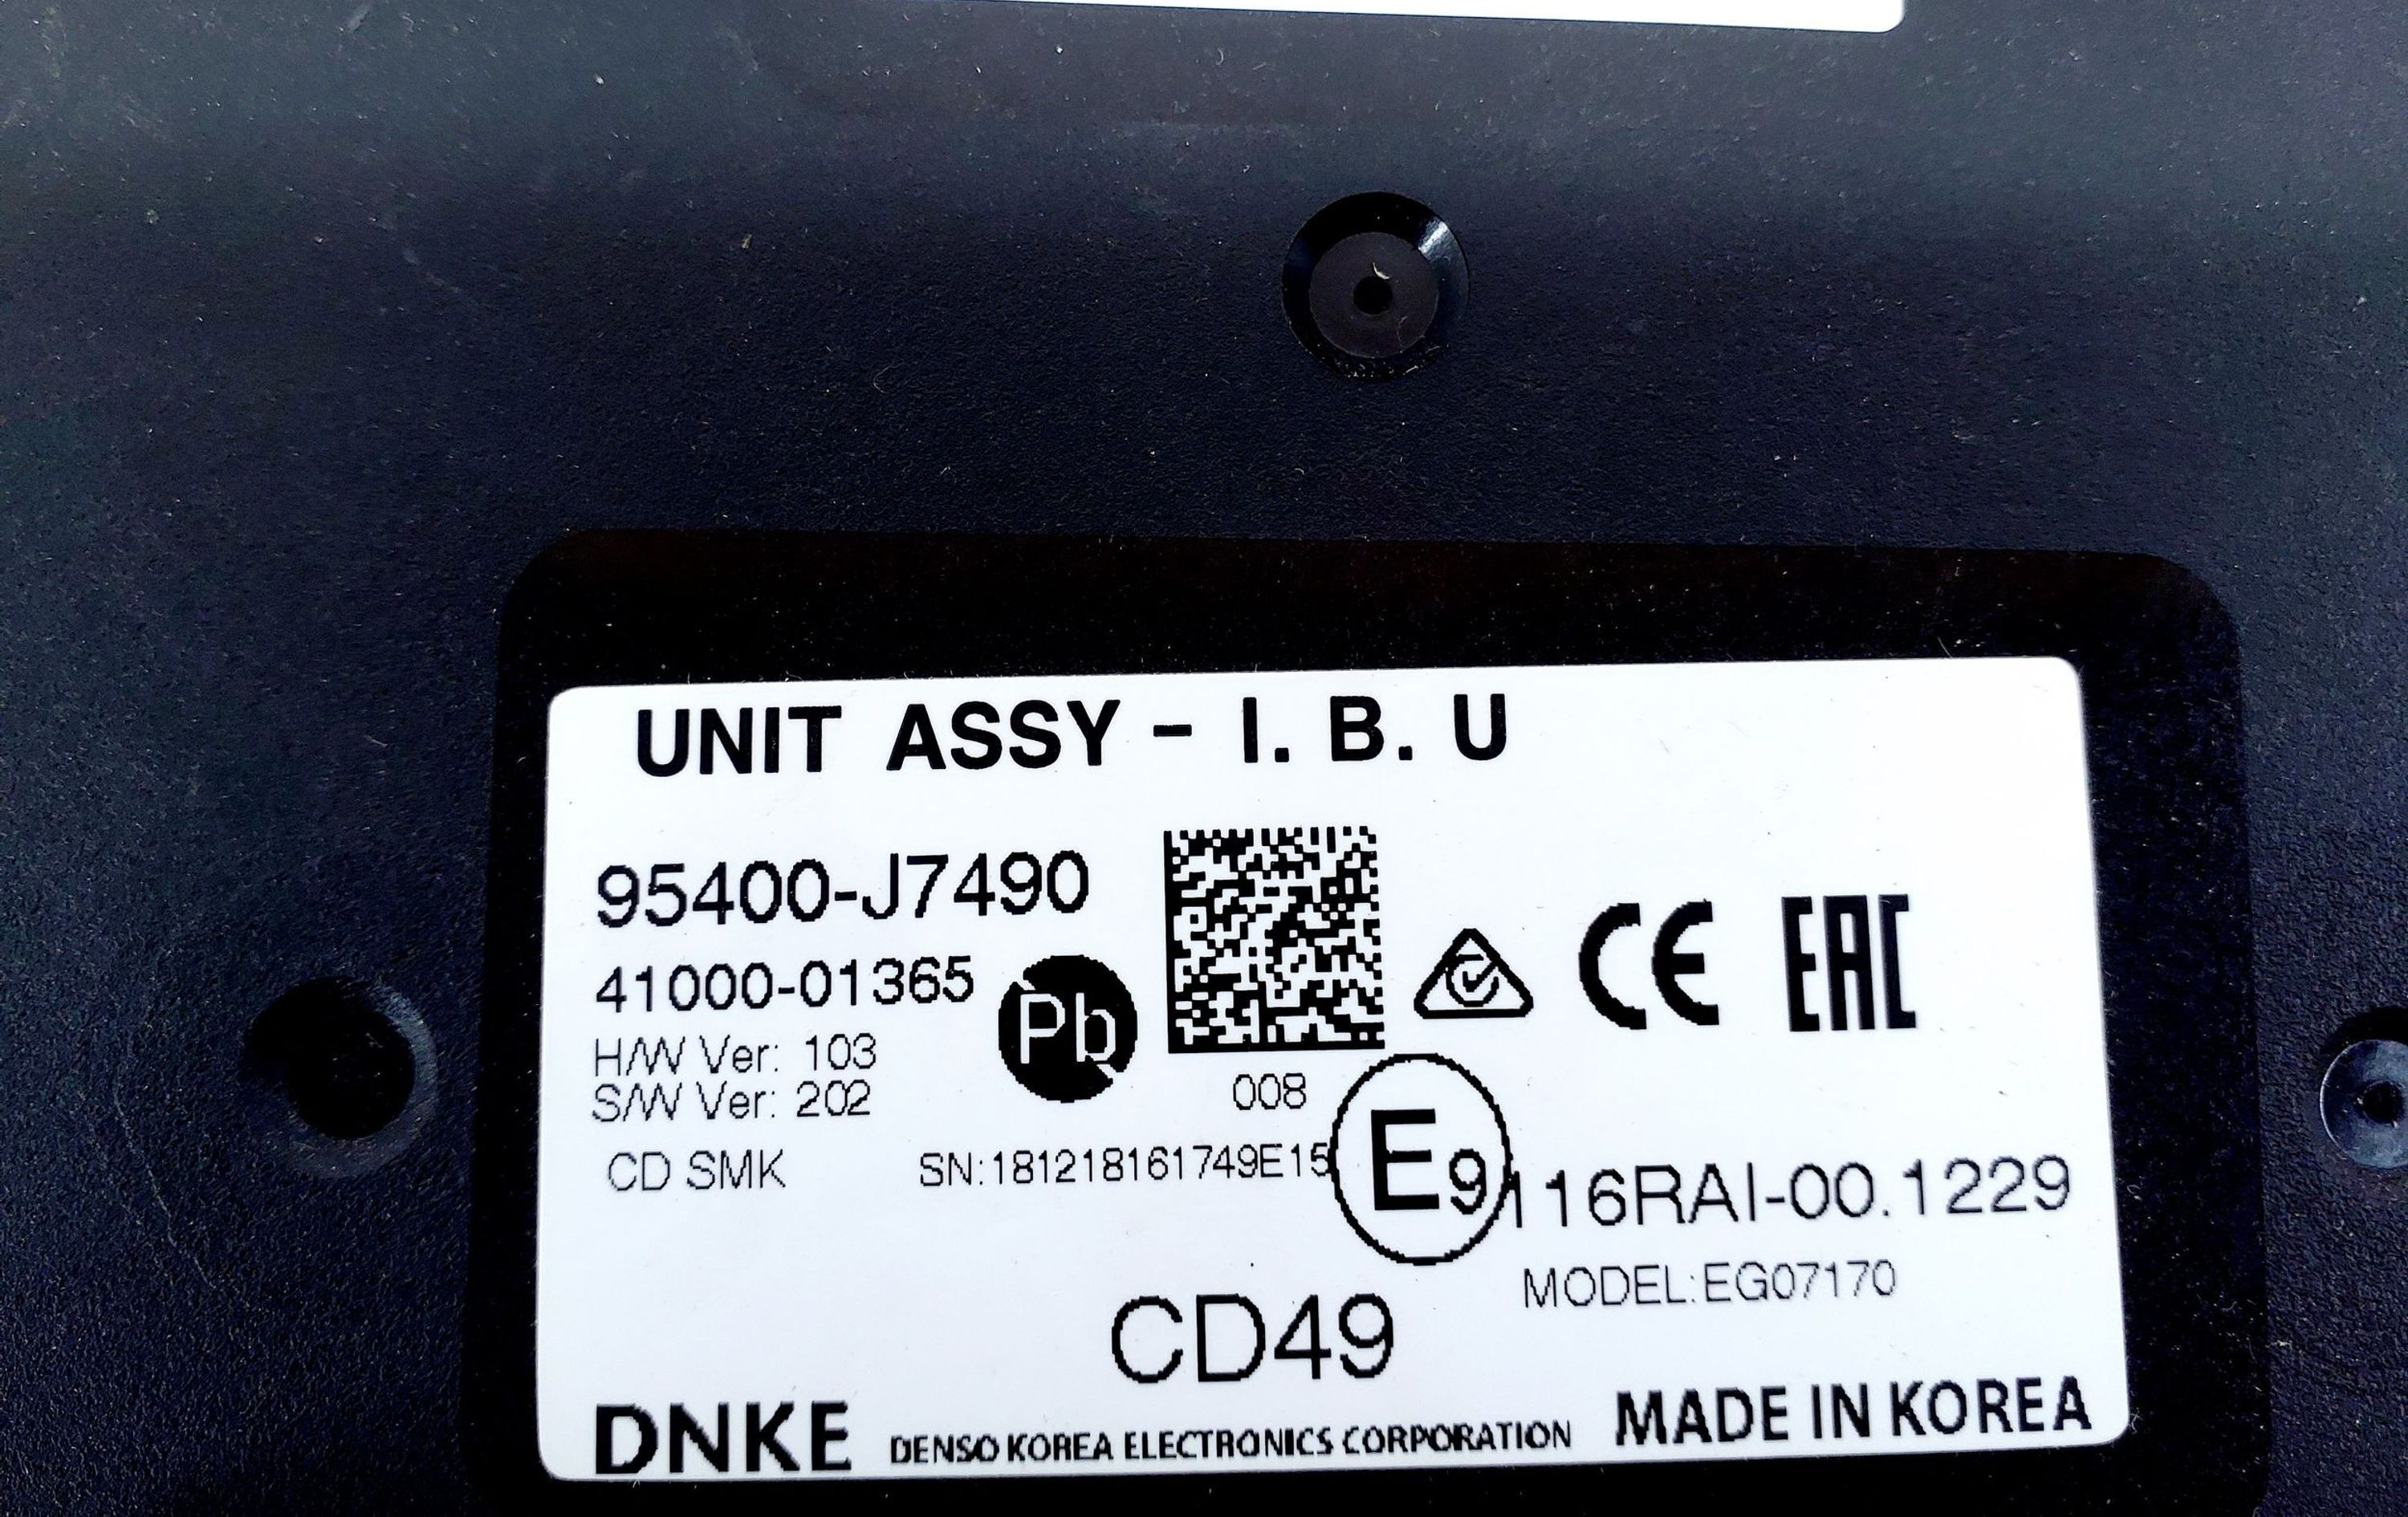 UNIT ASSY - I. B. U
95400-J7490
41000-01365
Pb
CE EAC
H/W Ver: 103
S/W Ver: 202
008
CD SMK
SN:181218161749E15
E9
116RAI-00.1229
MODEL:EG07170
CD49
DNKE DENSO KOREA ELECTRONICS CORPORATION MADE IN KOREA